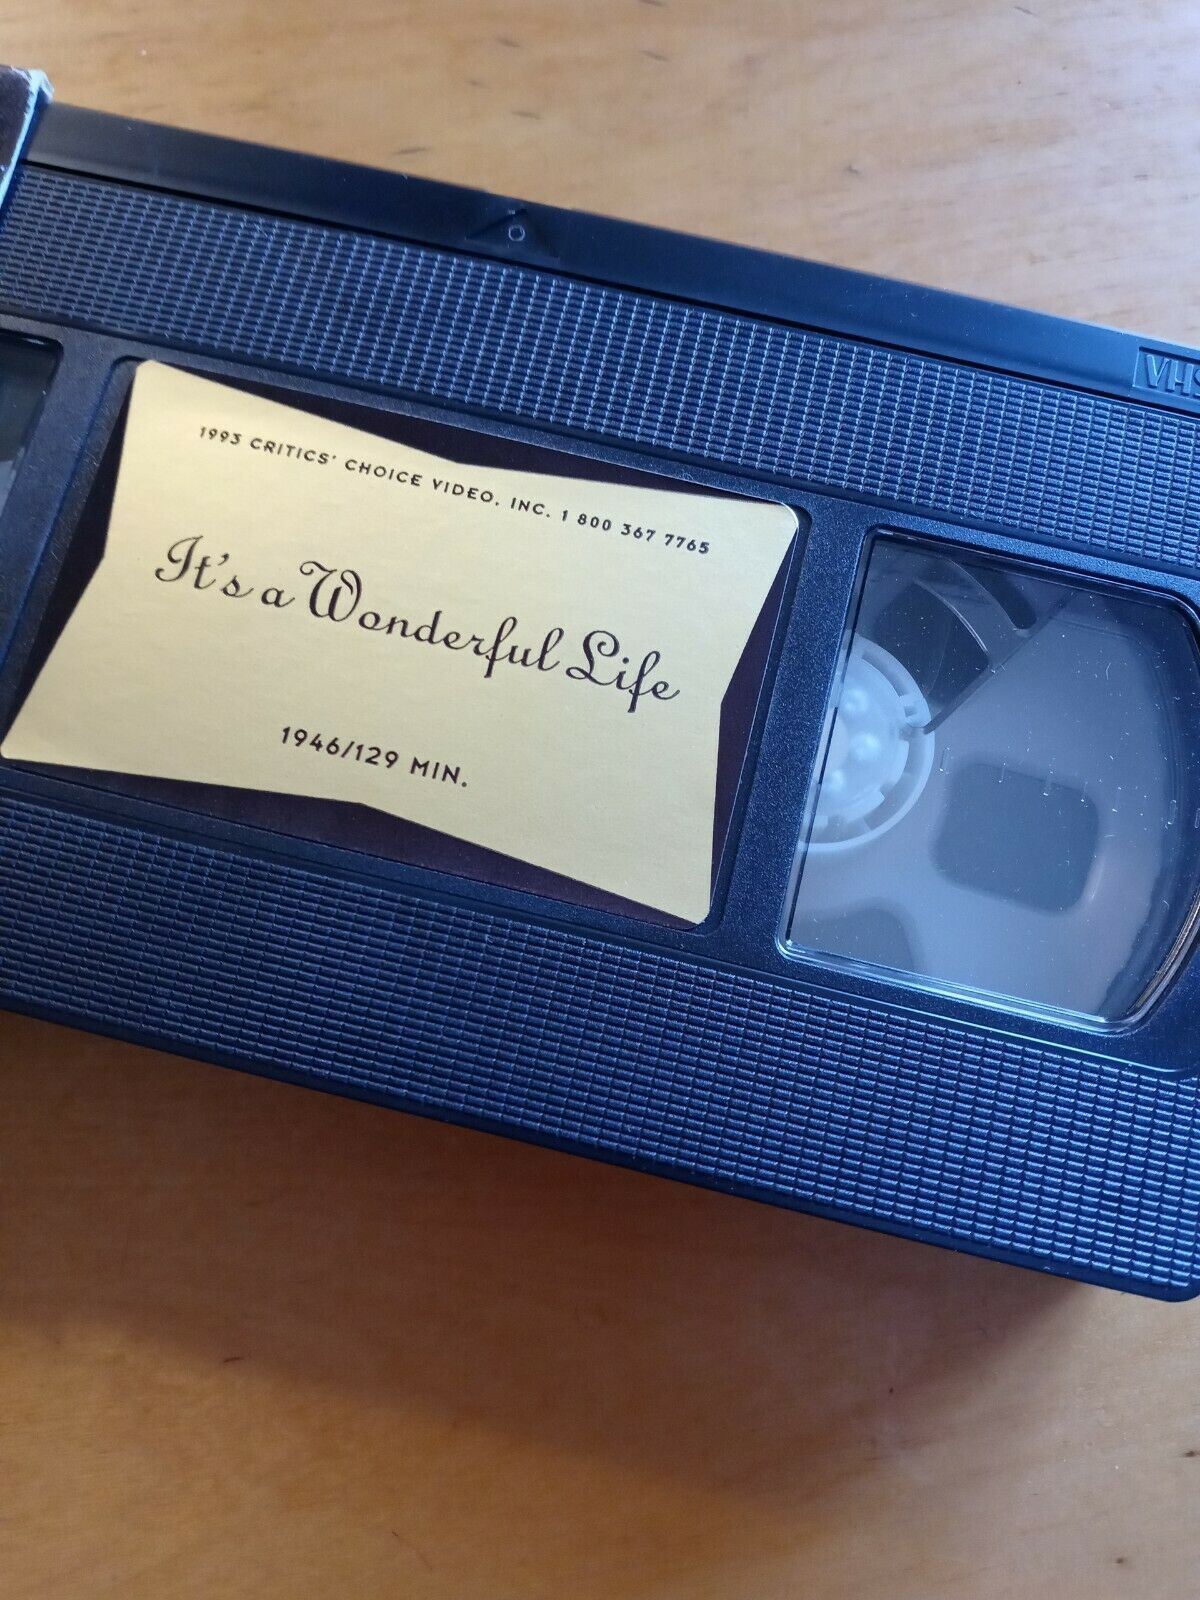 VHS
1993 CRITICS' CHOICE VIDEO, INC. 1 800 367 7765
It's a Wonderful Life
1946/129 MIN.